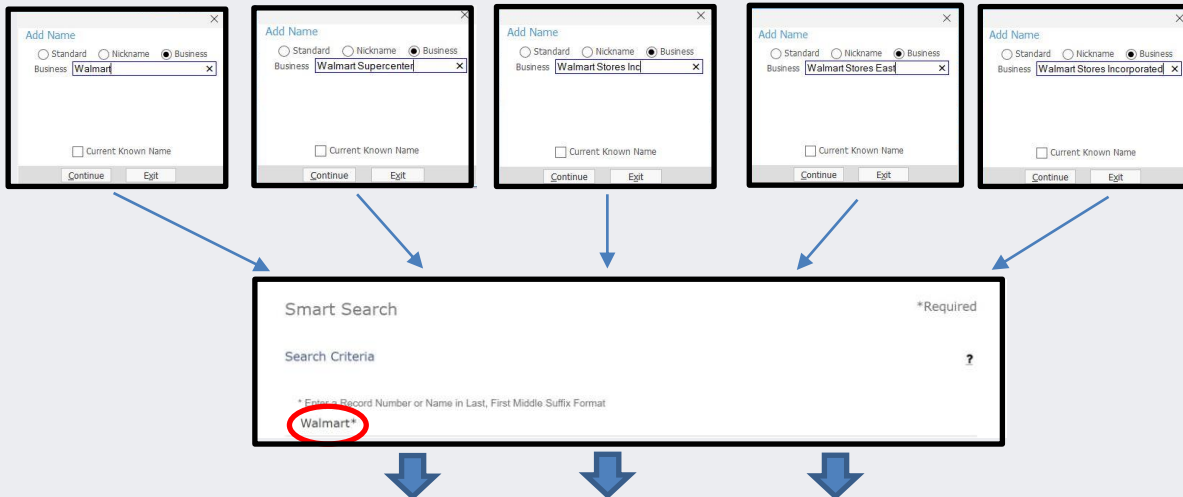 Add Name
Standard Nickname Business
Business Walmart
Current Known Name
Continue Exit
Add Name
Standard Nickname Business
Business Walmart Supercenter
Current Known Name
Continue Exit
Add Name
Standard Nickname Business
Business Walmart Stores Inc
Current Known Name
Continue Exit
Add Name
Standard Nickname Business
Business Walmart Stores East
Current Known Name
Continue Exit
Add Name
Standard Nickname Business
Business Walmart Stores Incorporated
Current Known Name
Continue Exit
Smart Search *Required
Search Criteria ?
* Enter a Record Number or Name in Last, First Middle Suffix Format
Walmart*